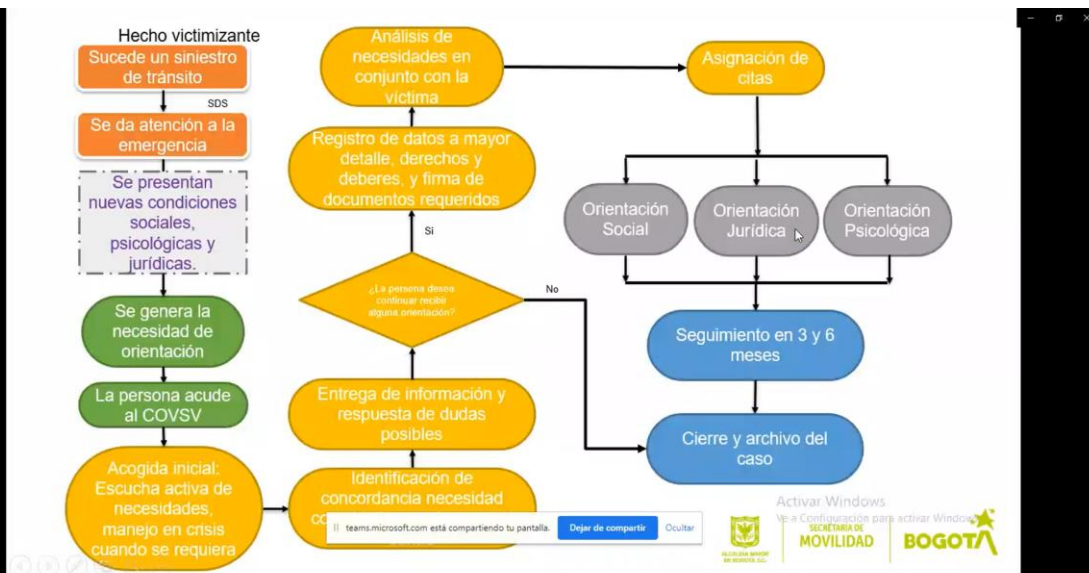 Hecho victimizante
Sucede un siniestro
de tránsito
SDS
Se da atención a la
emergencia
Se presentan
nuevas condiciones
sociales,
psicológicas y
jurídicas.
Se genera la
necesidad de
orientación
La persona acude
al COVSV
Acogida inicial:
Escucha activa de
necesidades,
manejo en crisis
cuando se requiera
Identificación de
concordancia necesidad
Entrega de información y
respuesta de dudas
posibles
¿La persona desea
continuar recibir
alguna orientación?
Si
No
Registro de datos a mayor
detalle, derechos y
deberes, y firma de
documentos requeridos
Análisis de
necesidades en
conjunto con la
víctima
Asignación de
citas
Orientación
Social
Orientación
Jurídica
Orientación
Psicológica
Seguimiento en 3 y 6
meses
Cierre y archivo del
caso
teams.microsoft.com está compartiendo tu pantalla.
Dejar de compartir
Ocultar
Activar Windows
Ve a Configuración para activar Windows
ALCALDÍA MAYOR
DE BOGOTÁ D.C.
SECRETARÍA DE
MOVILIDAD
BOGOTÁ